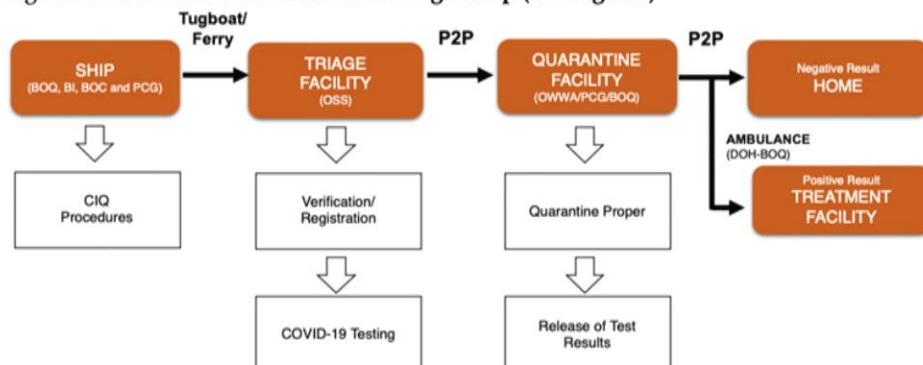 Tugboat/
Ferry
P2P
P2P
SHIP
(BOQ, BI, BOC and PCG)
TRIAGE
FACILITY
(OSS)
QUARANTINE
FACILITY
(OWWA/PCG/BOQ)
Negative Result
HOME
AMBULANCE
(DOH-BOQ)
Positive Result
TREATMENT
FACILITY
CIQ
Procedures
Verification/
Registration
Quarantine Proper
COVID-19 Testing
Release of Test
Results